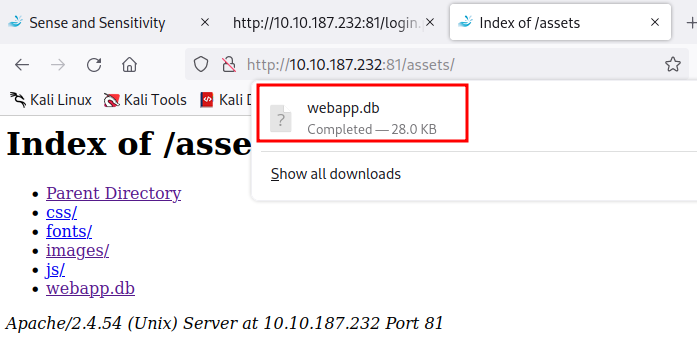 Sense and Sensitivity
http://10.10.187.232:81/login.
Index of /assets
http://10.10.187.232:81/assets/
Kali Linux
Kali Tools
Kali D
webapp.db
Completed — 28.0 KB
Show all downloads
Index of /asse
Parent Directory
css/
fonts/
images/
js/
webapp.db
Apache/2.4.54 (Unix) Server at 10.10.187.232 Port 81